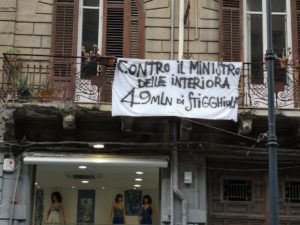 CONTRO IL MINISTRO
DELLE INTERIORA
49 MLN DI STIGGHIOLE